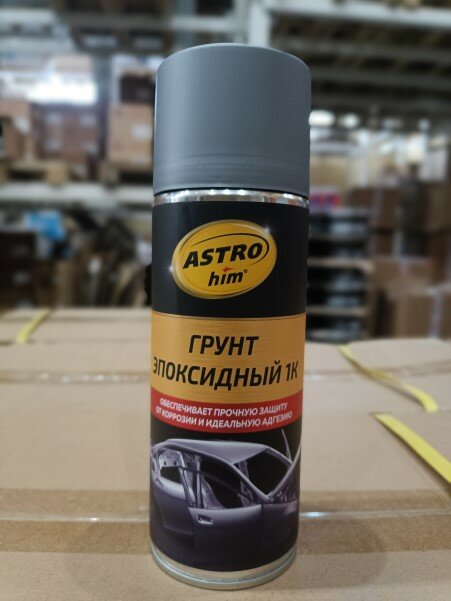 ASTRO
him®
ГРУНТ
ЭПОКСИДНЫЙ 1К
ОБЕСПЕЧИВАЕТ ПРОЧНУЮ ЗАЩИТУ
ОТ КОРРОЗИИ И ИДЕАЛЬНУЮ АДГЕЗИЮ